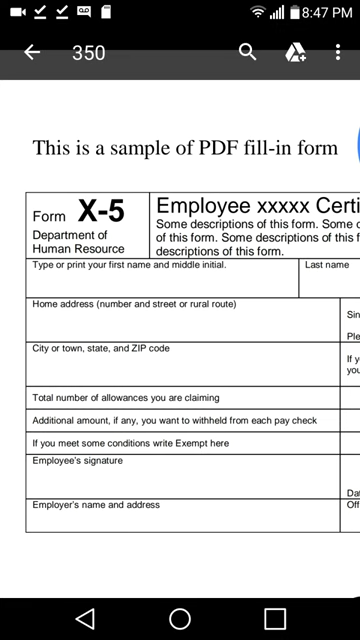 8:47 PM
350
This is a sample of PDF fill-in form
Form X-5
Department of
Human Resource
Employee xxxxx
Some descriptions of this form. Some
of this form. Some descriptions of this
descriptions of this form.
Type or print your first name and middle initial.
Last name
Home address (number and street or rural route)
City or town, state, and ZIP code
If
Total number of allowances you are claiming
Additional amount, if any, you want to withheld from each pay check
If you meet some conditions write Exempt here
Employee's signature
Employer's name and address